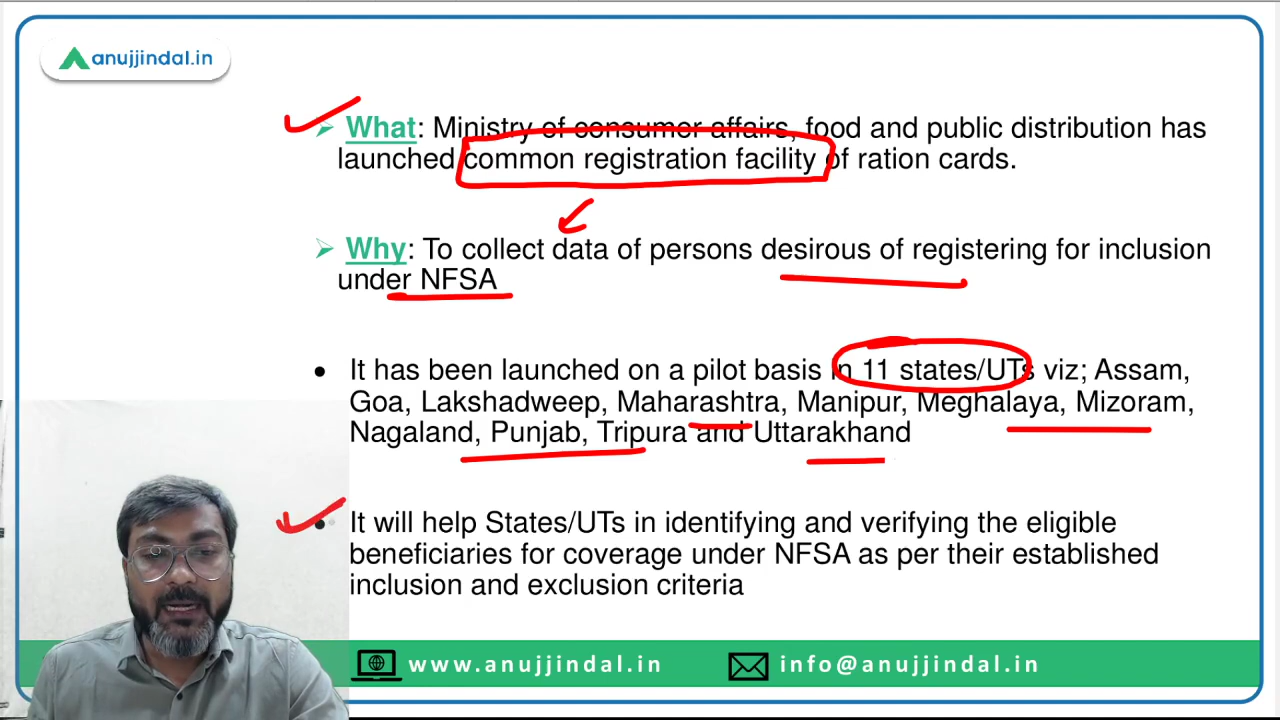 anujjindal.in
What: Ministry of consumer affairs, food and public distribution has
launched common registration facility of ration cards.
Why: To collect data of persons desirous of registering for inclusion
under NFSA
It has been launched on a pilot basis in 11 states/UTs viz; Assam,
Goa, Lakshadweep, Maharashtra, Manipur, Meghalaya, Mizoram,
Nagaland, Punjab, Tripura and Uttarakhand
It will help States/UTs in identifying and verifying the eligible
beneficiaries for coverage under NFSA as per their established
inclusion and exclusion criteria
www.anujjindal.in info@anujjindal.in